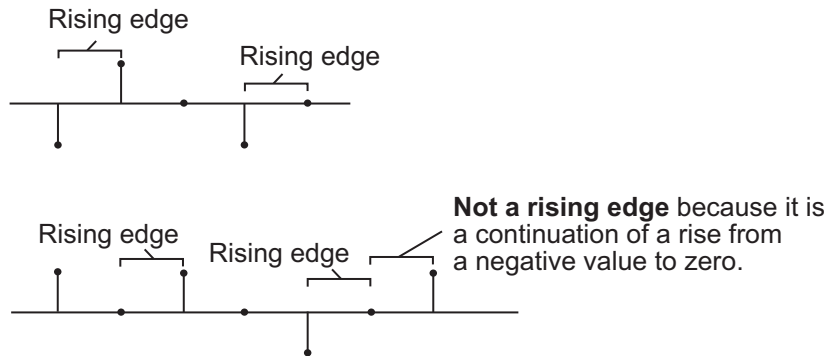 Rising edge
Rising edge
Not a rising edge because it is
a continuation of a rise from
a negative value to zero.
Rising edge
Rising edge